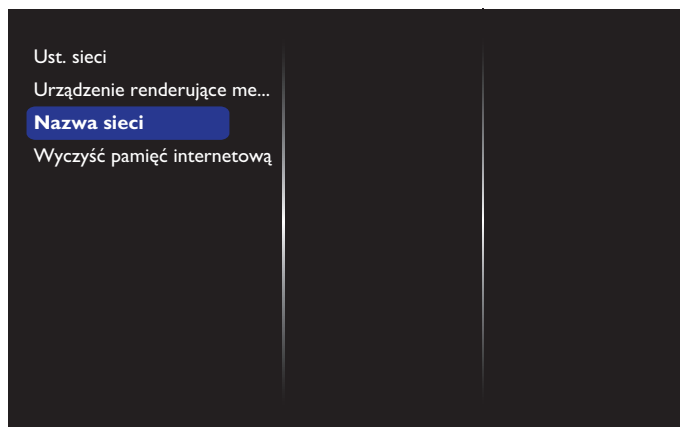 Ust. sieci
Urządzenie renderujące me...
Nazwa sieci
Wyczyść pamięć internetową